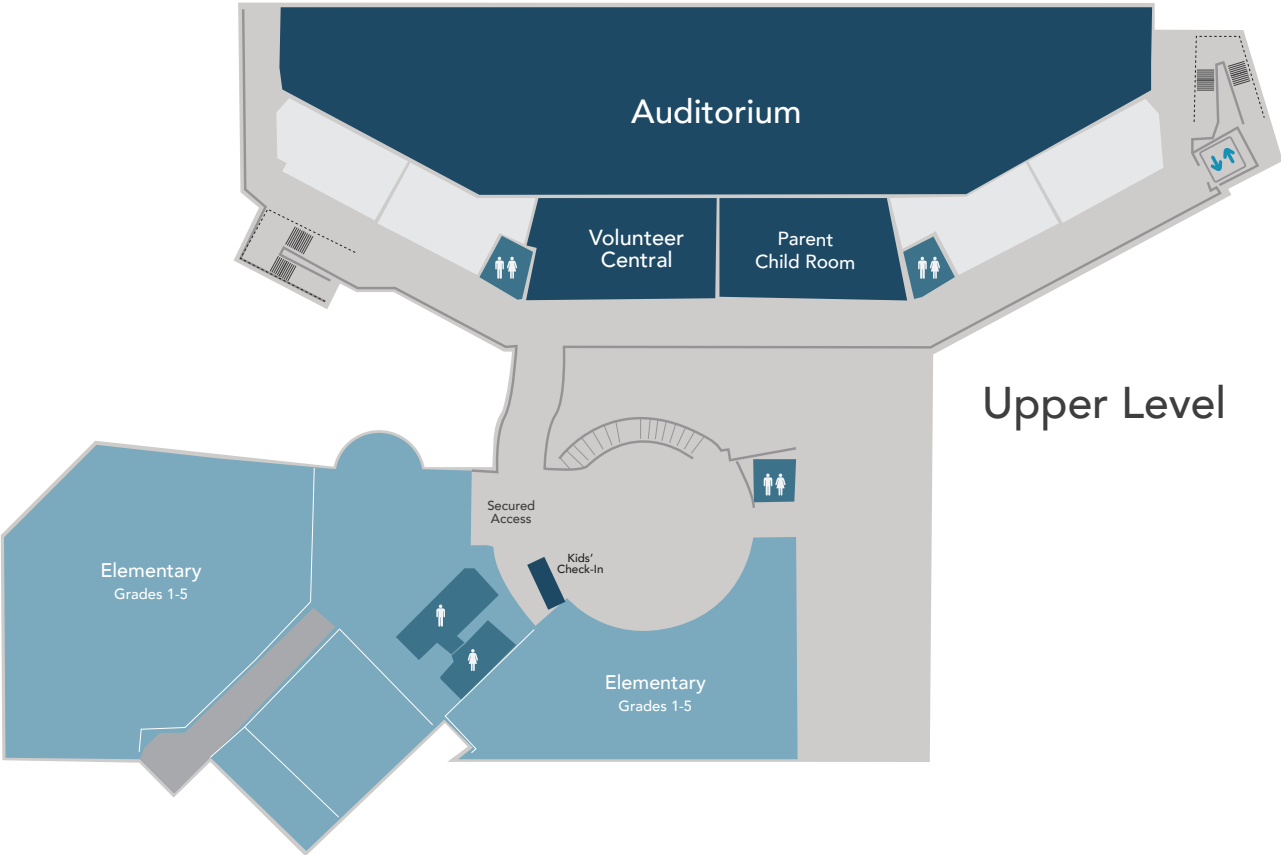 Auditorium
Volunteer
Central
Parent
Child Room
Upper Level
Secured
Access
Kids’
Check-In
Elementary
Grades 1-5
Elementary
Grades 1-5